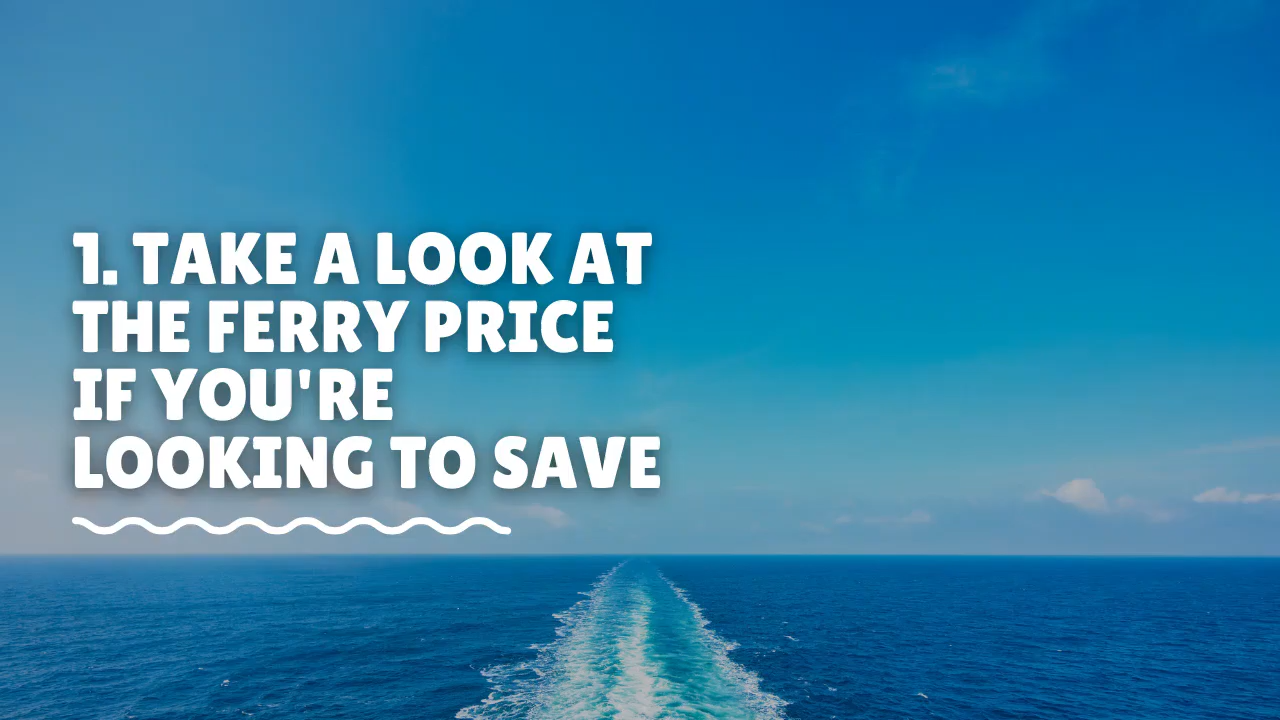 1. TAKE A LOOK AT
THE FERRY PRICE
IF YOU'RE
LOOKING TO SAVE